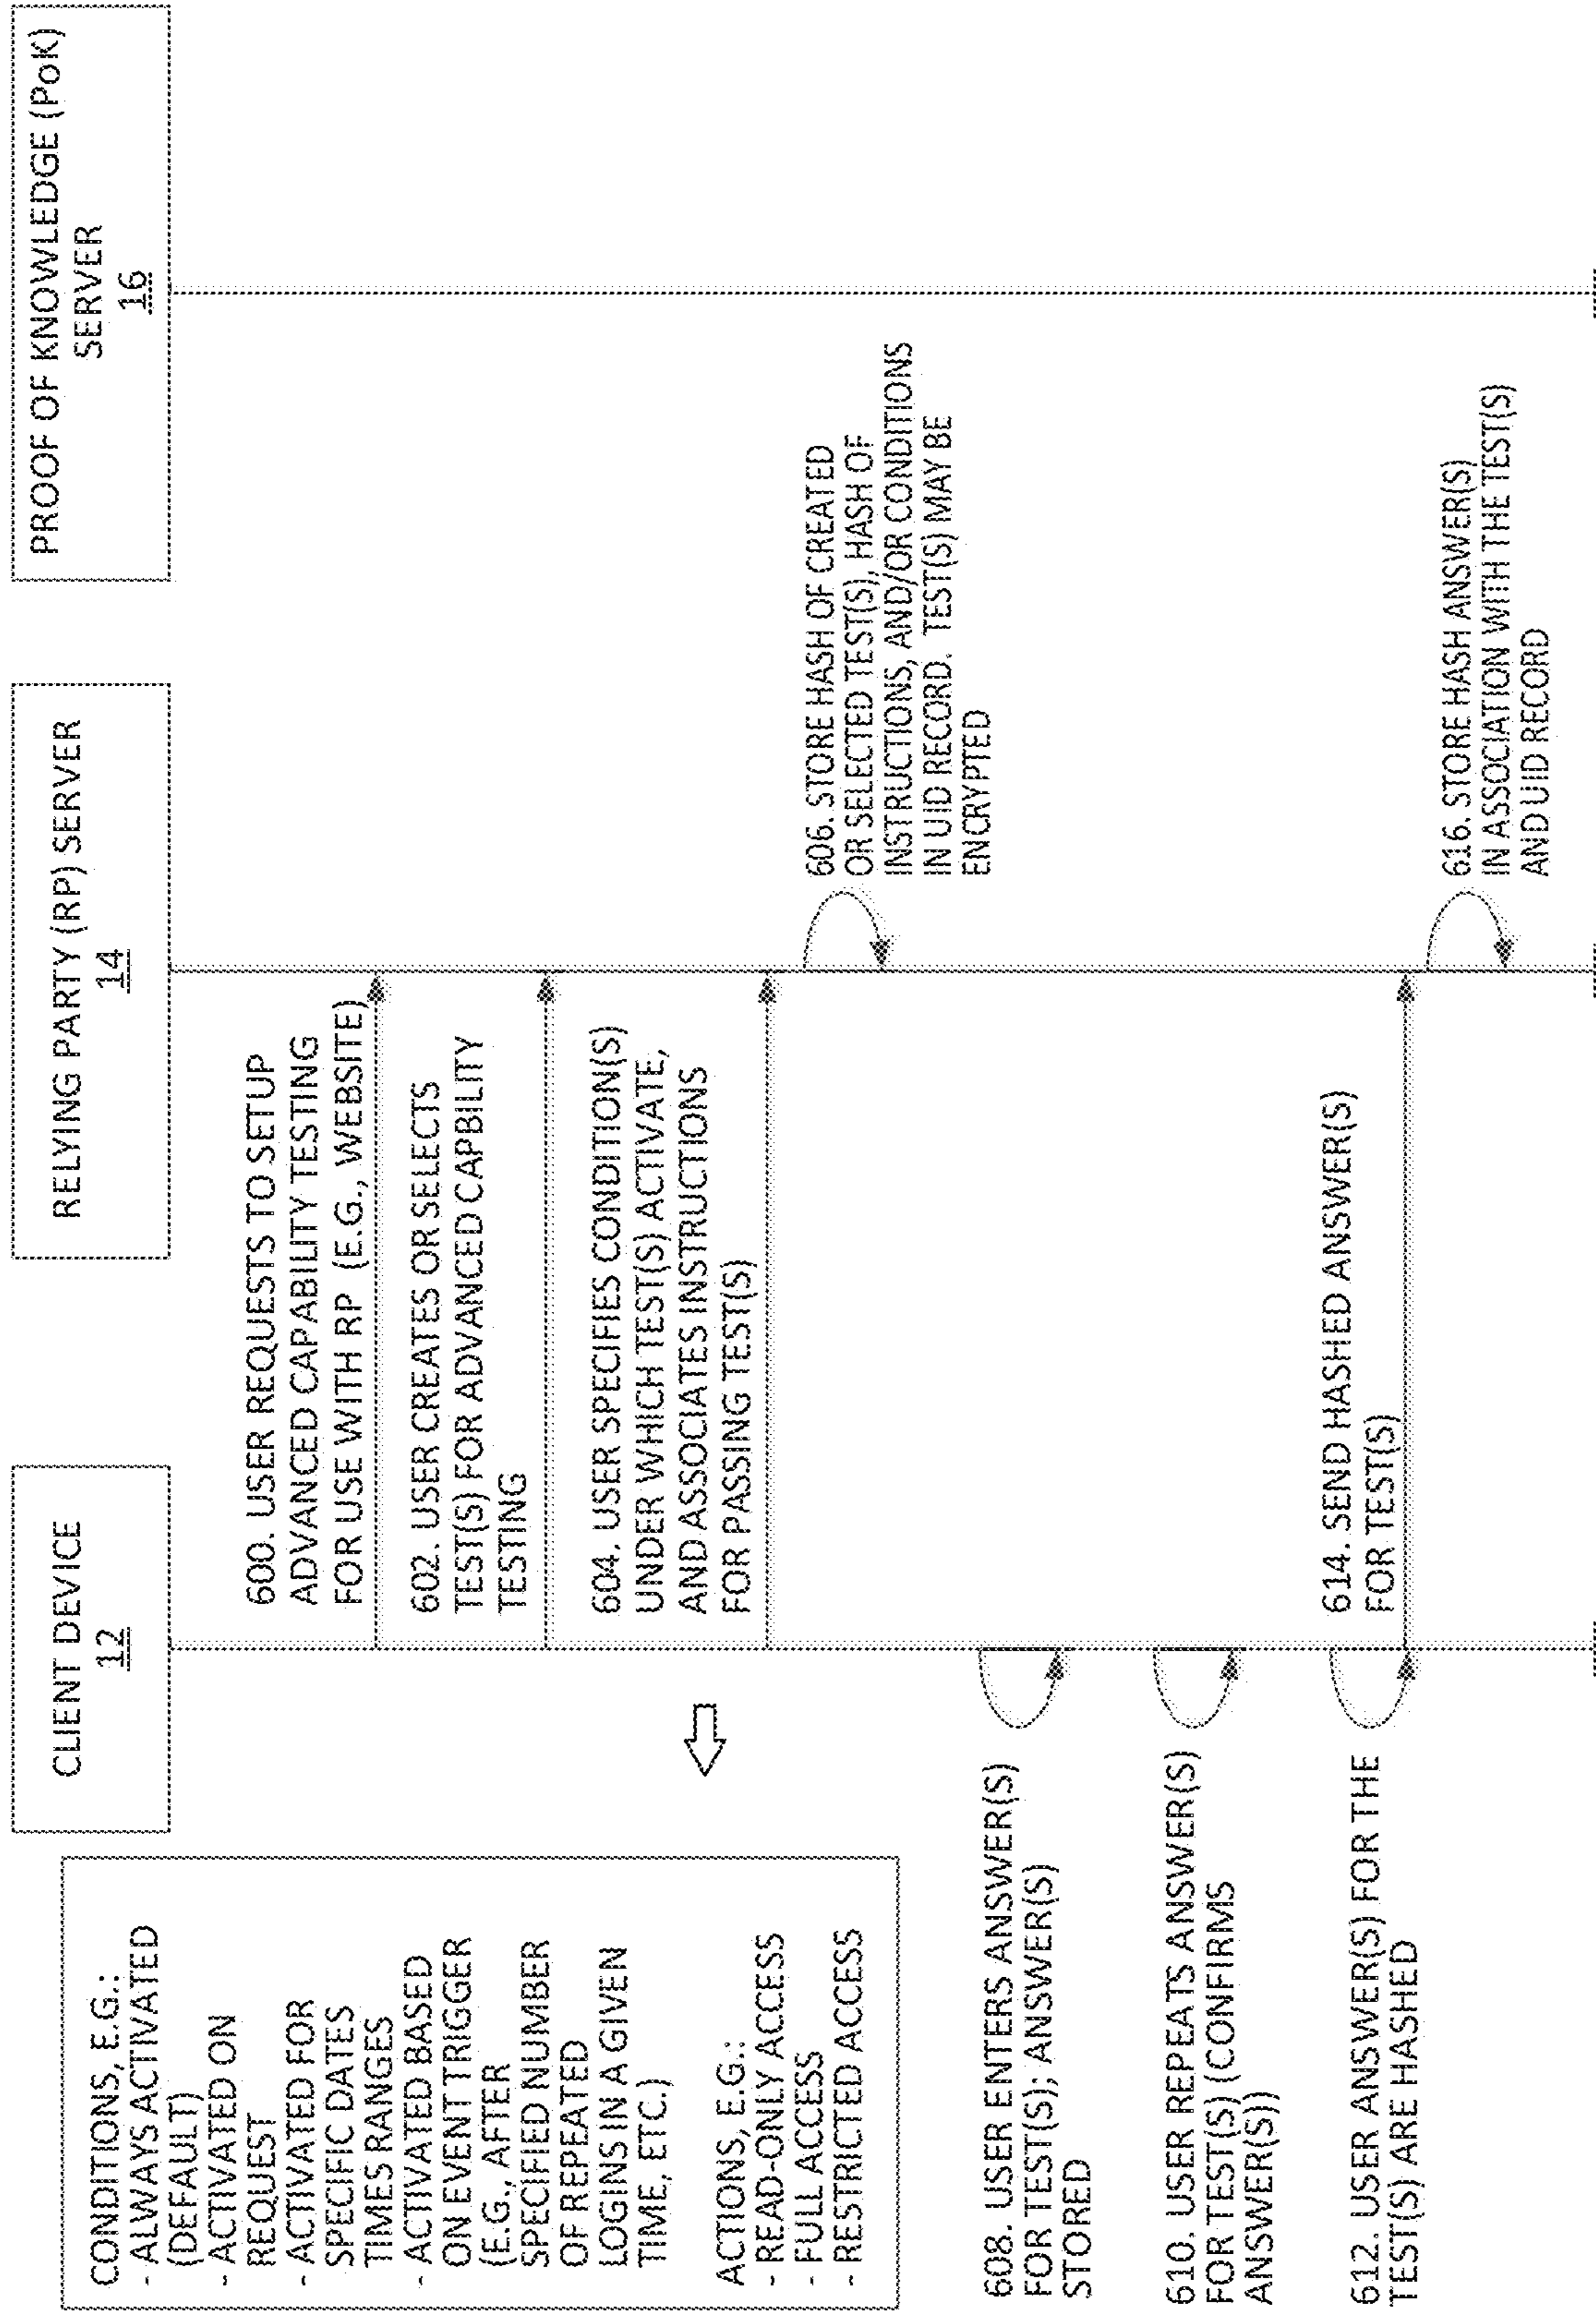 CLIENT DEVICE
12
RELYING PARTY (RP) SERVER
14
PROOF OF KNOWLEDGE (PoK)
SERVER
16
CONDITIONS, E.G.:
- ALWAYS ACTIVATED
(DEFAULT)
- ACTIVATED ON
REQUEST
- ACTIVATED FOR
SPECIFIC DATES
TIMES RANGES
- ACTIVATED BASED
ON EVENT TRIGGER
(E.G., AFTER
SPECIFIED NUMBER
OF REPEATED
LOGINS IN A GIVEN
TIME, ETC.)
ACTIONS, E.G.:
- READ-ONLY ACCESS
- FULL ACCESS
- RESTRICTED ACCESS
600. USER REQUESTS TO SETUP
ADVANCED CAPABILITY TESTING
FOR USE WITH RP (E.G., WEBSITE)
602. USER CREATES OR SELECTS
TEST(S) FOR ADVANCED CAPBILITY
TESTING
604. USER SPECIFIES CONDITION(S)
UNDER WHICH TEST(S) ACTIVATE,
AND ASSOCIATES INSTRUCTIONS
FOR PASSING TEST(S)
606. STORE HASH OF CREATED
OR SELECTED TEST(S), HASH OF
INSTRUCTIONS, AND/OR CONDITIONS
IN UID RECORD. TEST(S) MAY BE
ENCRYPTED
608. USER ENTERS ANSWER(S)
FOR TEST(S); ANSWER(S)
STORED
610. USER REPEATS ANSWER(S)
FOR TEST(S) (CONFIRMS
ANSWER(S))
612. USER ANSWER(S) FOR THE
TEST(S) ARE HASHED
614. SEND HASHED ANSWER(S)
FOR TEST(S)
616. STORE HASH ANSWER(S)
IN ASSOCIATION WITH THE TEST(S)
AND UID RECORD